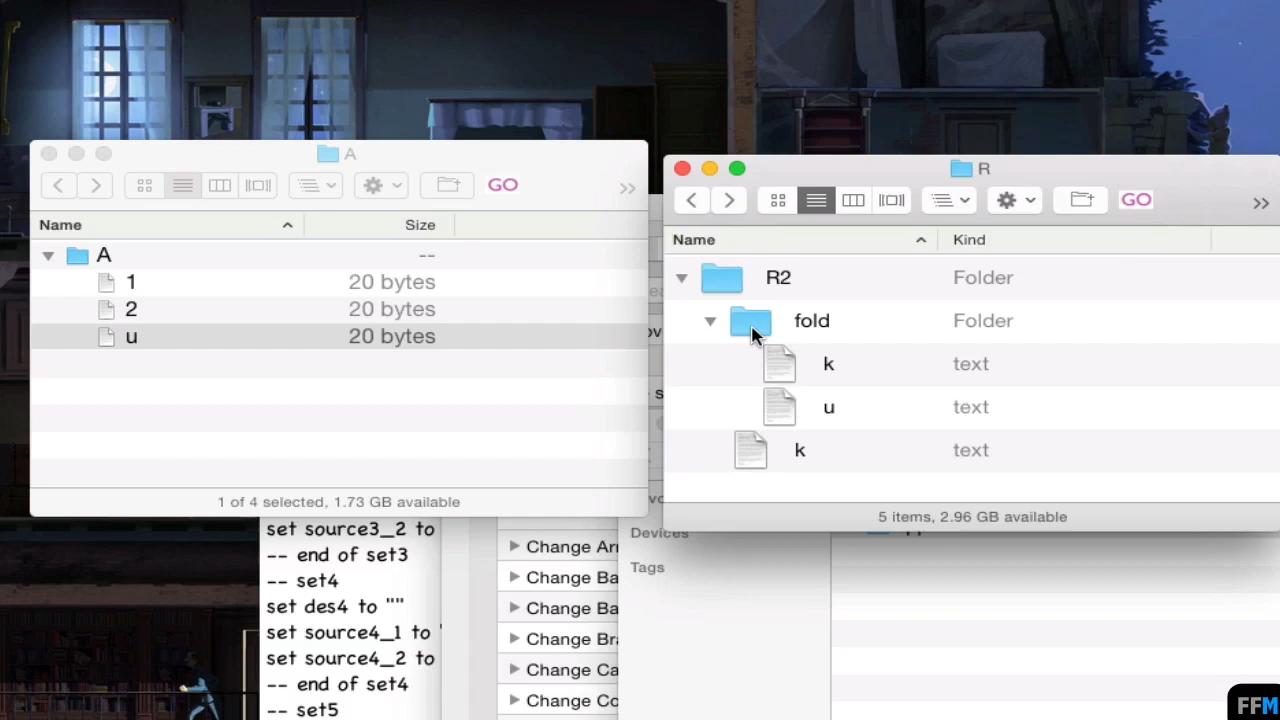 A
GO
Name
Size
A
--
1
20 bytes
2
20 bytes
u
20 bytes
1 of 4 selected, 1.73 GB available
R
GO
Name
Kind
R2
Folder
fold
Folder
k
text
u
text
k
text
5 items, 2.96 GB available
set source3_2 to
-- end of set3
-- set4
set des4 to ""
set source4_1 to
set source4_2 to
-- end of set4
-- set5
Change Arr
Change Ba
Change Ba
Change Br
Change Ca
Change Co
Devices
Tags
FFM